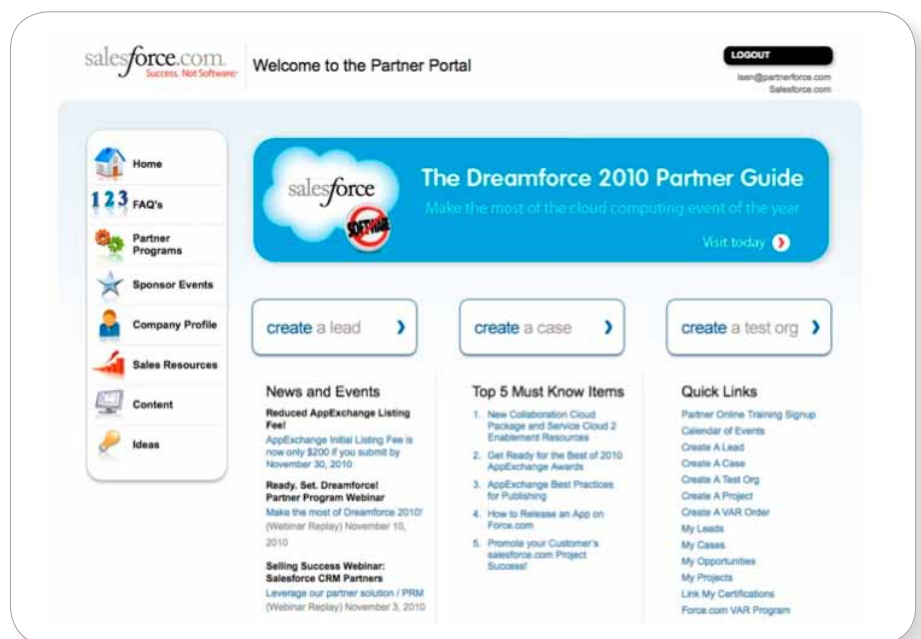 salesforce.com
Success. Not Software.
Welcome to the Partner Portal
LOGOUT
isen@partnerforce.com
Salesforce.com
Home
123 FAQ's
Partner
Programs
Sponsor Events
Company Profile
Sales Resources
Content
Ideas
salesforce
SOFTWARE
The Dreamforce 2010 Partner Guide
Make the most of the cloud computing event of the year
Visit today
create a lead
create a case
create a test org
News and Events
Reduced AppExchange Listing
Fee!
AppExchange Initial Listing Fee is
now only $200 if you submit by
November 30, 2010
Ready. Set. Dreamforce!
Partner Program Webinar
Make the most of Dreamforce 2010!
(Webinar Replay) November 10,
2010
Selling Success Webinar:
Salesforce CRM Partners
Leverage our partner solution / PRM
(Webinar Replay) November 3, 2010
Top 5 Must Know Items
1. New Collaboration Cloud
Package and Service Cloud 2
Enablement Resources
2. Get Ready for the Best of 2010
AppExchange Awards
3. AppExchange Best Practices
for Publishing
4. How to Release an App on
Force.com
5. Promote your Customer's
salesforce.com Project
Success!
Quick Links
Partner Online Training Signup
Calendar of Events
Create A Lead
Create A Case
Create A Test Org
Create A Project
Create A VAR Order
My Leads
My Cases
My Opportunities
My Projects
Link My Certifications
Force.com VAR Program